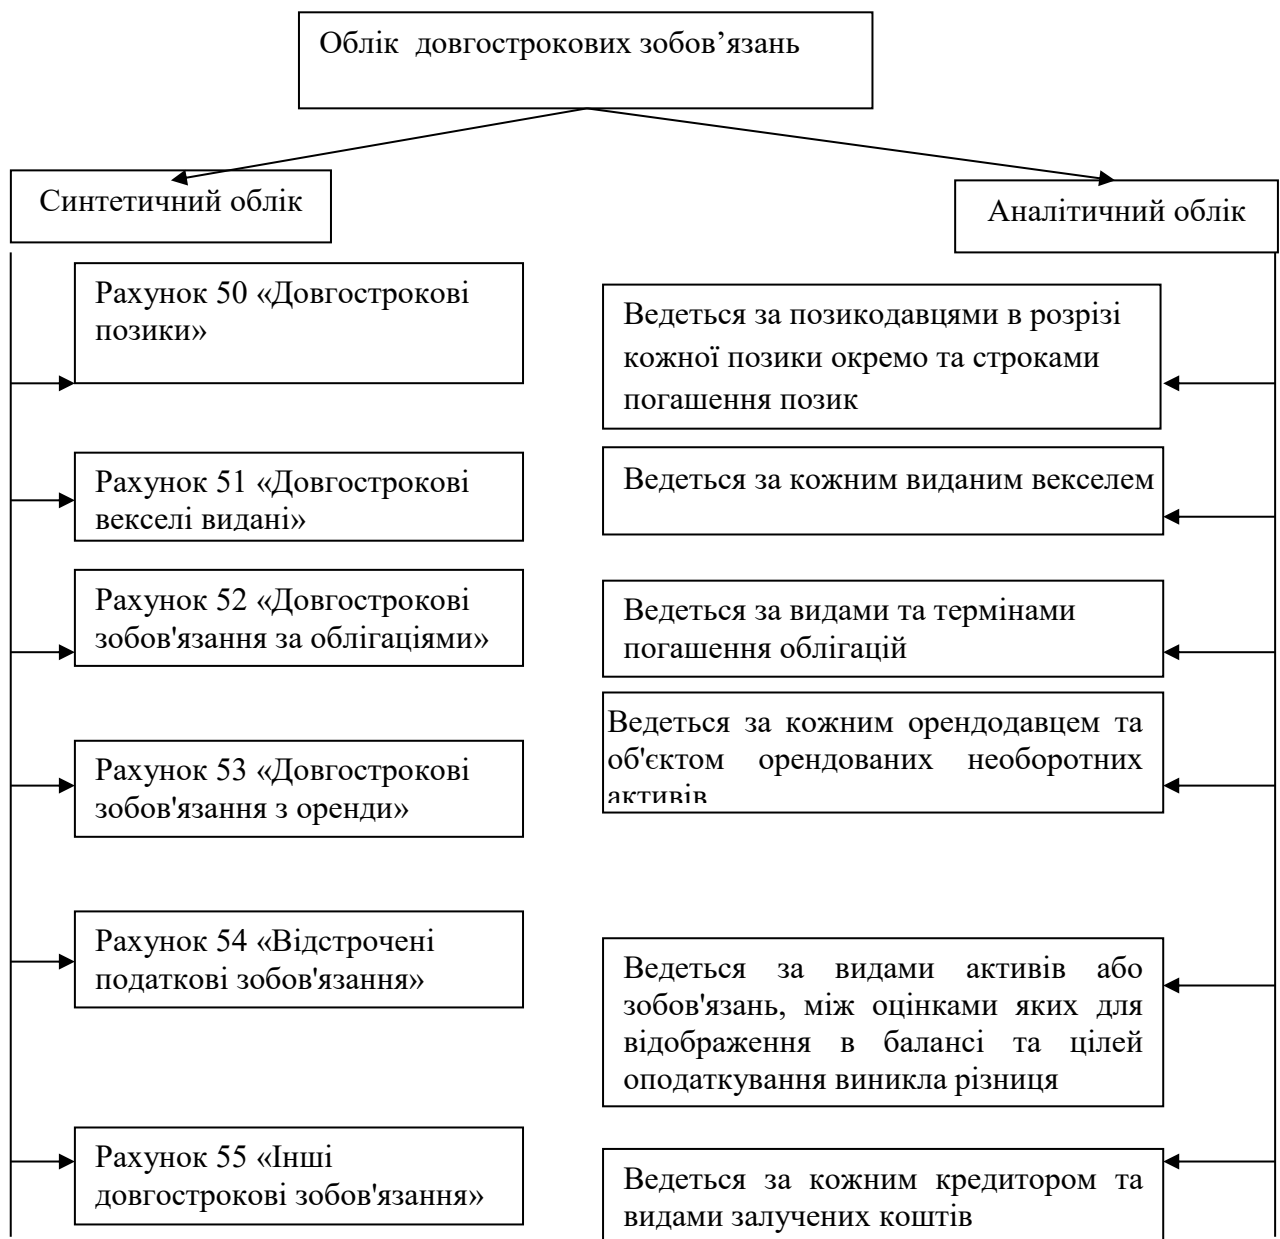 Облік довгострокових зобов’язань
Синтетичний облік
Аналітичний облік
Рахунок 50 «Довгострокові
позики»
Ведеться за позикодавцями в розрізі
кожної позики окремо та строками
погашення позик
Рахунок 51 «Довгострокові
векселі видані»
Ведеться за кожним виданим векселем
Рахунок 52 «Довгострокові
зобов'язання за облігаціями»
Ведеться за видами та термінами
погашення облігацій
Рахунок 53 «Довгострокові
зобов'язання з оренди»
Ведеться за кожним орендодавцем та
об'єктом орендованих необоротних
активів
Рахунок 54 «Відстрочені
податкові зобов'язання»
Ведеться за видами активів або
зобов'язань, між оцінками яких для
відображення в балансі та цілей
оподаткування виникла різниця
Рахунок 55 «Інші
довгострокові зобов'язання»
Ведеться за кожним кредитором та
видами залучених коштів